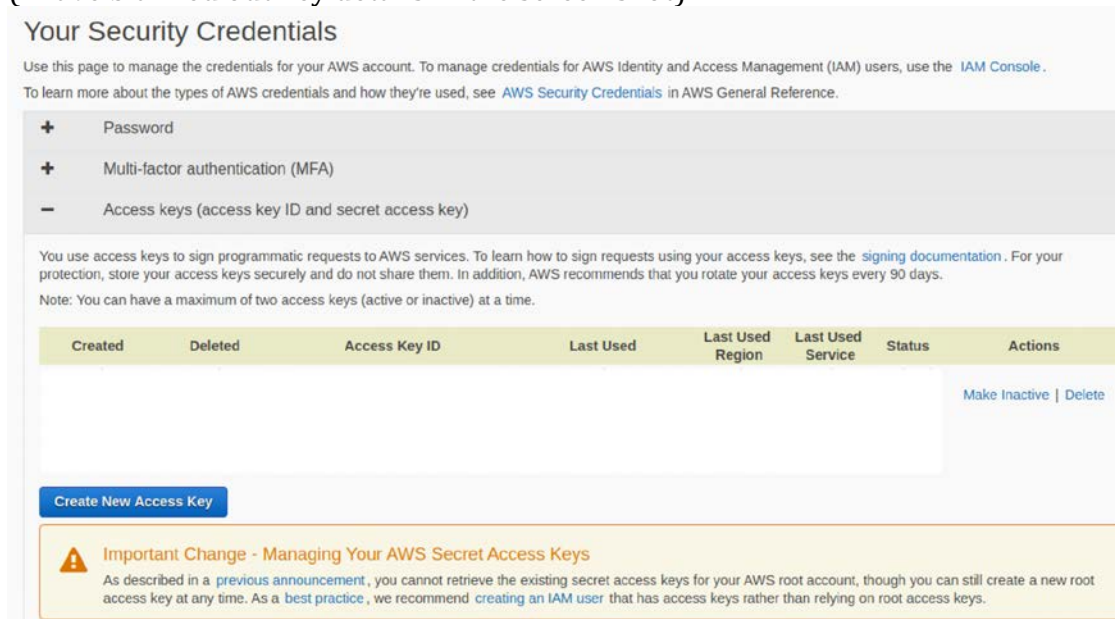 Your Security Credentials
Use this page to manage the credentials for your AWS account. To manage credentials for AWS Identity and Access Management (IAM) users, use the IAM Console.
To learn more about the types of AWS credentials and how they're used, see AWS Security Credentials in AWS General Reference.
+ Password
+ Multi-factor authentication (MFA)
− Access keys (access key ID and secret access key)
You use access keys to sign programmatic requests to AWS services. To learn how to sign requests using your access keys, see the signing documentation. For your
protection, store your access keys securely and do not share them. In addition, AWS recommends that you rotate your access keys every 90 days.
Note: You can have a maximum of two access keys (active or inactive) at a time.
Created Deleted Access Key ID Last Used Last Used Region Last Used Service Status Actions
Make Inactive | Delete
Create New Access Key
Important Change - Managing Your AWS Secret Access Keys
As described in a previous announcement, you cannot retrieve the existing secret access keys for your AWS root account, though you can still create a new root
access key at any time. As a best practice, we recommend creating an IAM user that has access keys rather than relying on root access keys.